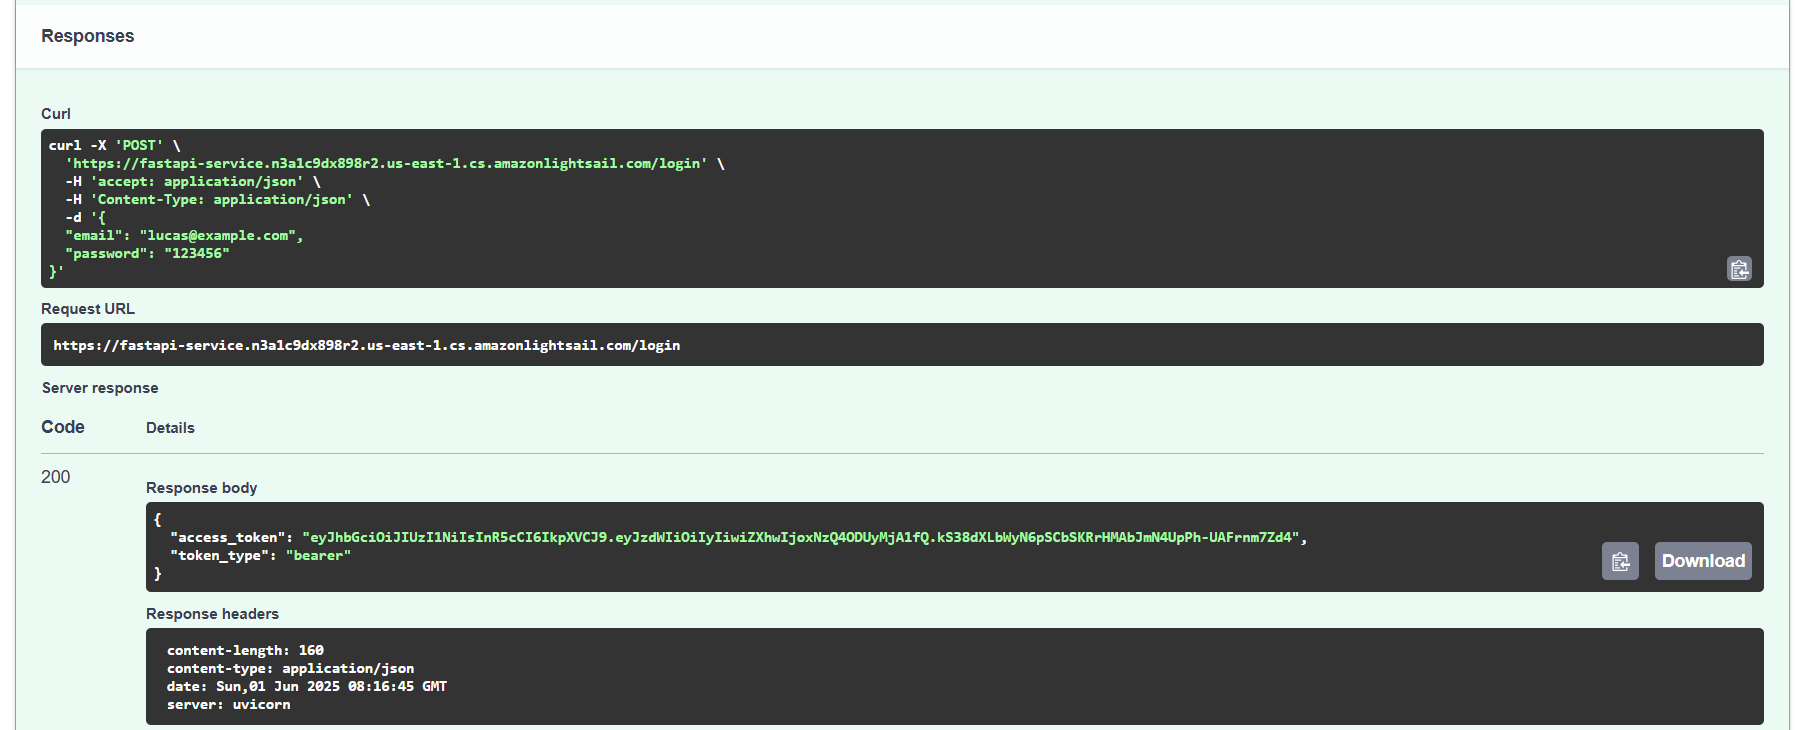 Responses
Curl
curl -X 'POST' \
  'https://fastapi-service.n3a1c9dx898r2.us-east-1.cs.amazonlightsail.com/login' \
  -H 'accept: application/json' \
  -H 'Content-Type: application/json' \
  -d '{
  "email": "lucas@example.com",
  "password": "123456"
}'
Request URL
https://fastapi-service.n3a1c9dx898r2.us-east-1.cs.amazonlightsail.com/login
Server response
Code Details
200
Response body
{
  "access_token": "eyJhbGciOiJIUzI1NiIsInR5cCI6IkpXVCJ9.eyJzdWIiOiIyIiwiZXhwIjoxNzQ4ODUyMjA1fQ.kS38dXLbWyN6pSCbSKRrHMAbJmN4UpPh-UAFrnm7Zd4",
  "token_type": "bearer"
}
Download
Response headers
content-length: 160
content-type: application/json
date: Sun,01 Jun 2025 08:16:45 GMT
server: uvicorn